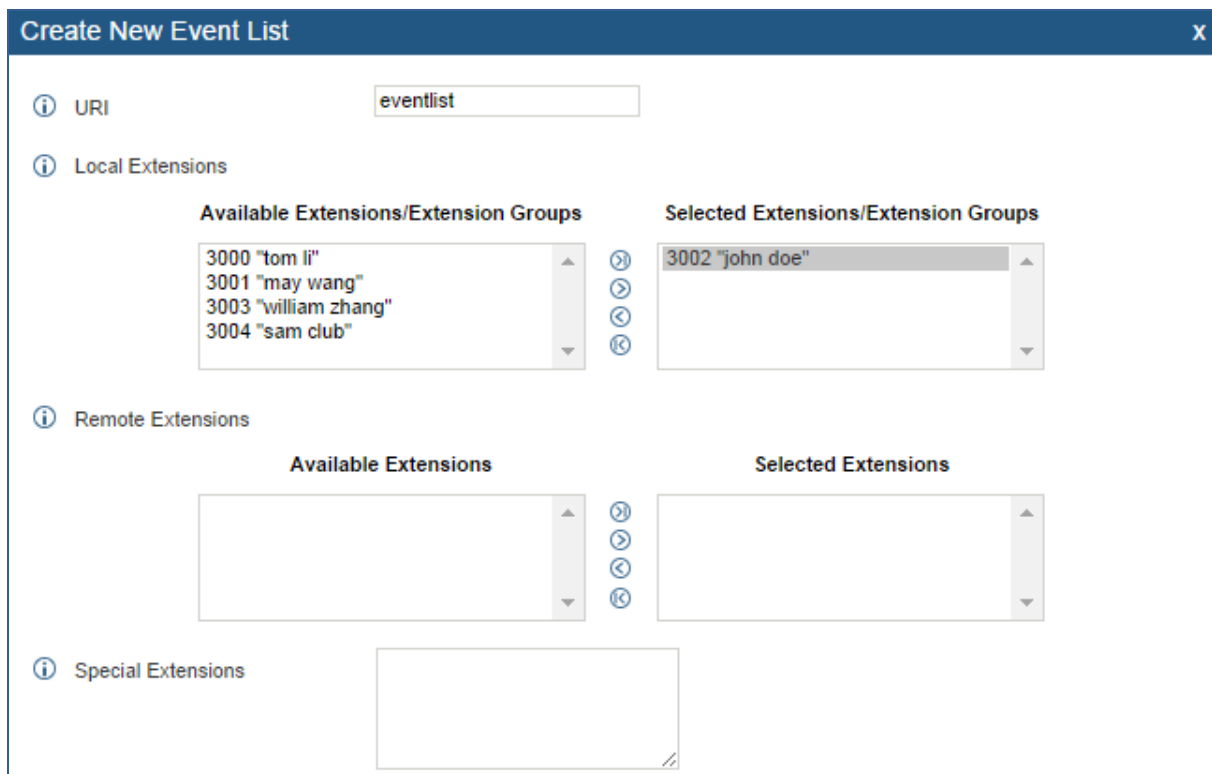 Create New Event List x
URI eventlist
Local Extensions
Available Extensions/Extension Groups Selected Extensions/Extension Groups
3000 "tom li" 3002 "john doe"
3001 "may wang"
3003 "william zhang"
3004 "sam club"
Remote Extensions
Available Extensions Selected Extensions
Special Extensions